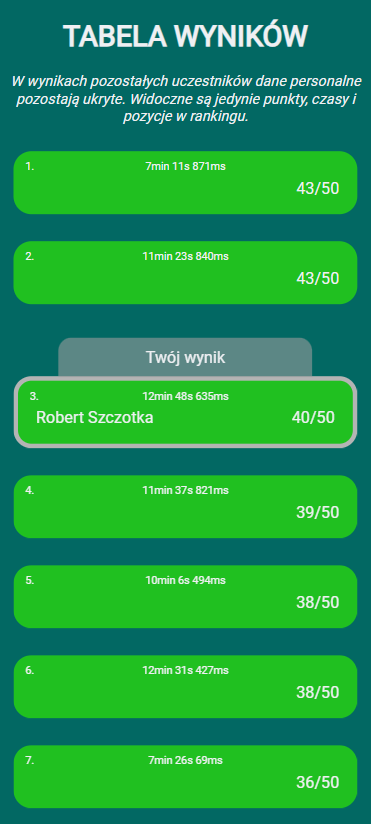 TABELA WYNIKÓW
W wynikach pozostałych uczestników dane personalne
pozostają ukryte. Widoczne są jedynie punkty, czasy i
pozycje w rankingu.
1. 7min 11s 871ms
43/50
2. 11min 23s 840ms
43/50
Twój wynik
3. 12min 48s 635ms
Robert Szczotka 40/50
4. 11min 37s 821ms
39/50
5. 10min 6s 494ms
38/50
6. 12min 31s 427ms
38/50
7. 7min 26s 69ms
36/50